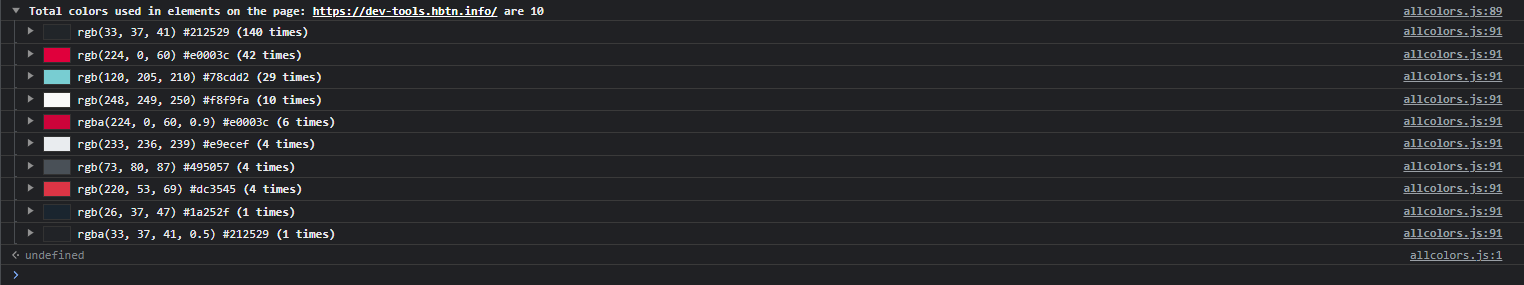 Total colors used in elements on the page: https://dev-tools.hbtn.info/ are 10 allcolors.js:89
rgb(33, 37, 41) #212529 (140 times) allcolors.js:91
rgb(224, 0, 60) #e0003c (42 times) allcolors.js:91
rgb(120, 205, 210) #78cdd2 (29 times) allcolors.js:91
rgb(248, 249, 250) #f8f9fa (10 times) allcolors.js:91
rgba(224, 0, 60, 0.9) #e0003c (6 times) allcolors.js:91
rgb(233, 236, 239) #e9ecef (4 times) allcolors.js:91
rgb(73, 80, 87) #495057 (4 times) allcolors.js:91
rgb(220, 53, 69) #dc3545 (4 times) allcolors.js:91
rgb(26, 37, 47) #1a252f (1 times) allcolors.js:91
rgba(33, 37, 41, 0.5) #212529 (1 times) allcolors.js:91
undefined allcolors.js:1